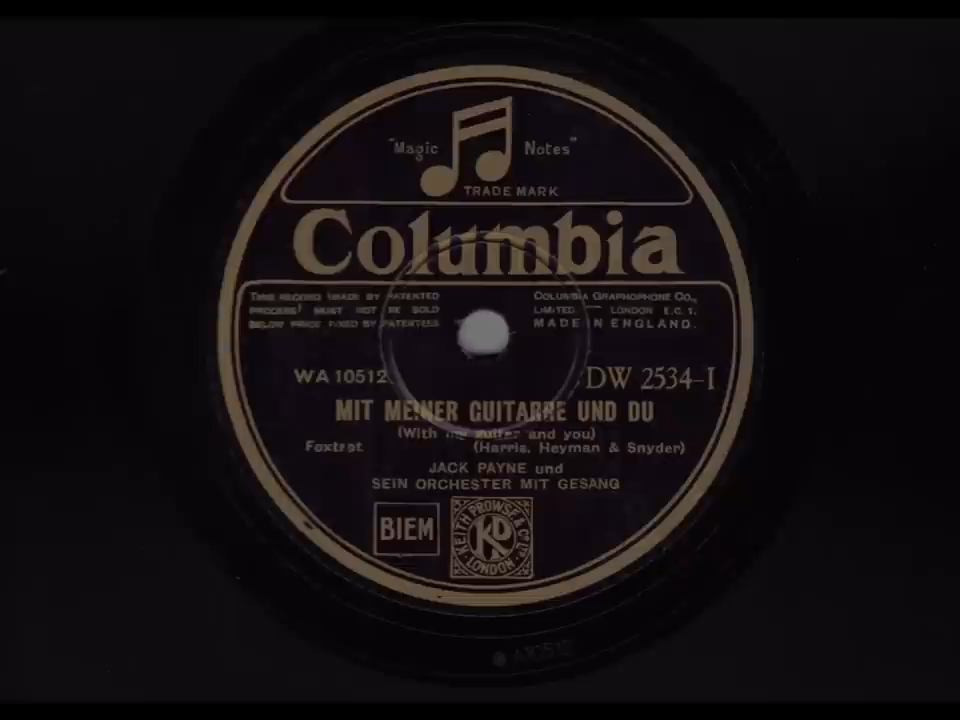 "Magic Notes"
TRADE MARK
Columbia
THIS RECORD MADE BY PATENTED
PROCESS MUST NOT BE SOLD
BELOW PRICE FIXED BY PATENTEES
COLUMBIA GRAPHOPHONE CO.,
LIMITED LONDON E.C.1.
MADE IN ENGLAND.
WA 10512
DW 2534-1
MIT MEINER GUITARRE UND DU
(With my guitar and you)
Foxtrot (Harris, Heyman & Snyder)
JACK PAYNE und
SEIN ORCHESTER MIT GESANG
BIEM
KEITH PROWSE & Co Ltd.
KP
LONDON